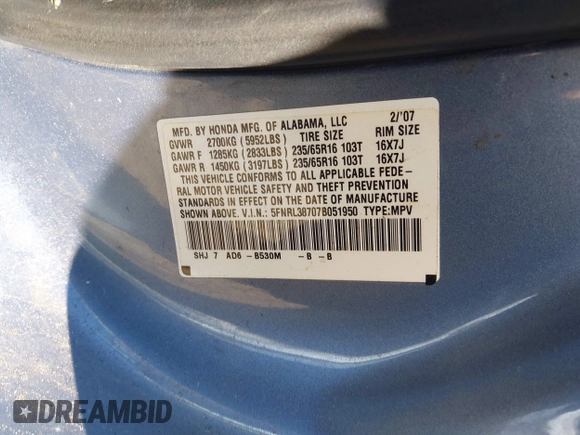 MFD. BY HONDA MFG. OF ALABAMA, LLC 2/'07
GVWR 2700KG (5952LBS) TIRE SIZE RIM SIZE
GAWR F 1285KG (2833LBS) 235/65R16 103T 16X7J
GAWR R 1450KG (3197LBS) 235/65R16 103T 16X7J
THIS VEHICLE CONFORMS TO ALL APPLICABLE FEDE-
RAL MOTOR VEHICLE SAFETY AND THEFT PREVENTION
STANDARDS IN EFFECT ON THE DATE OF MANUFACTURE
SHOWN ABOVE. V.I.N.: 5FNRL38707B051950 TYPE:MPV
SHJ 7 AD6 -B530M -B -B
DREAMBID